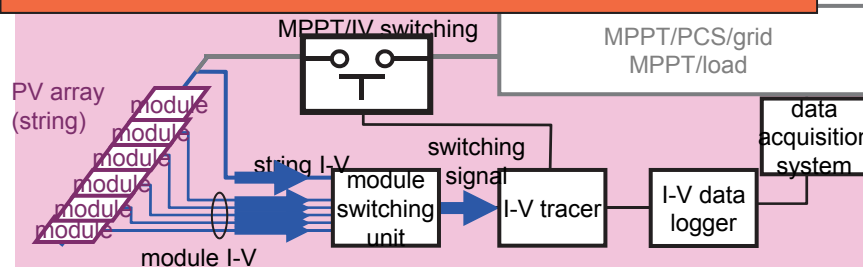 MPPT/IV switching
MPPT/PCS/grid
MPPT/load
PV array
(string)
module
module
module
module
module
module
string I-V
module I-V
module
switching
unit
switching
signal
I-V tracer
I-V data
logger
data
acquisition
system